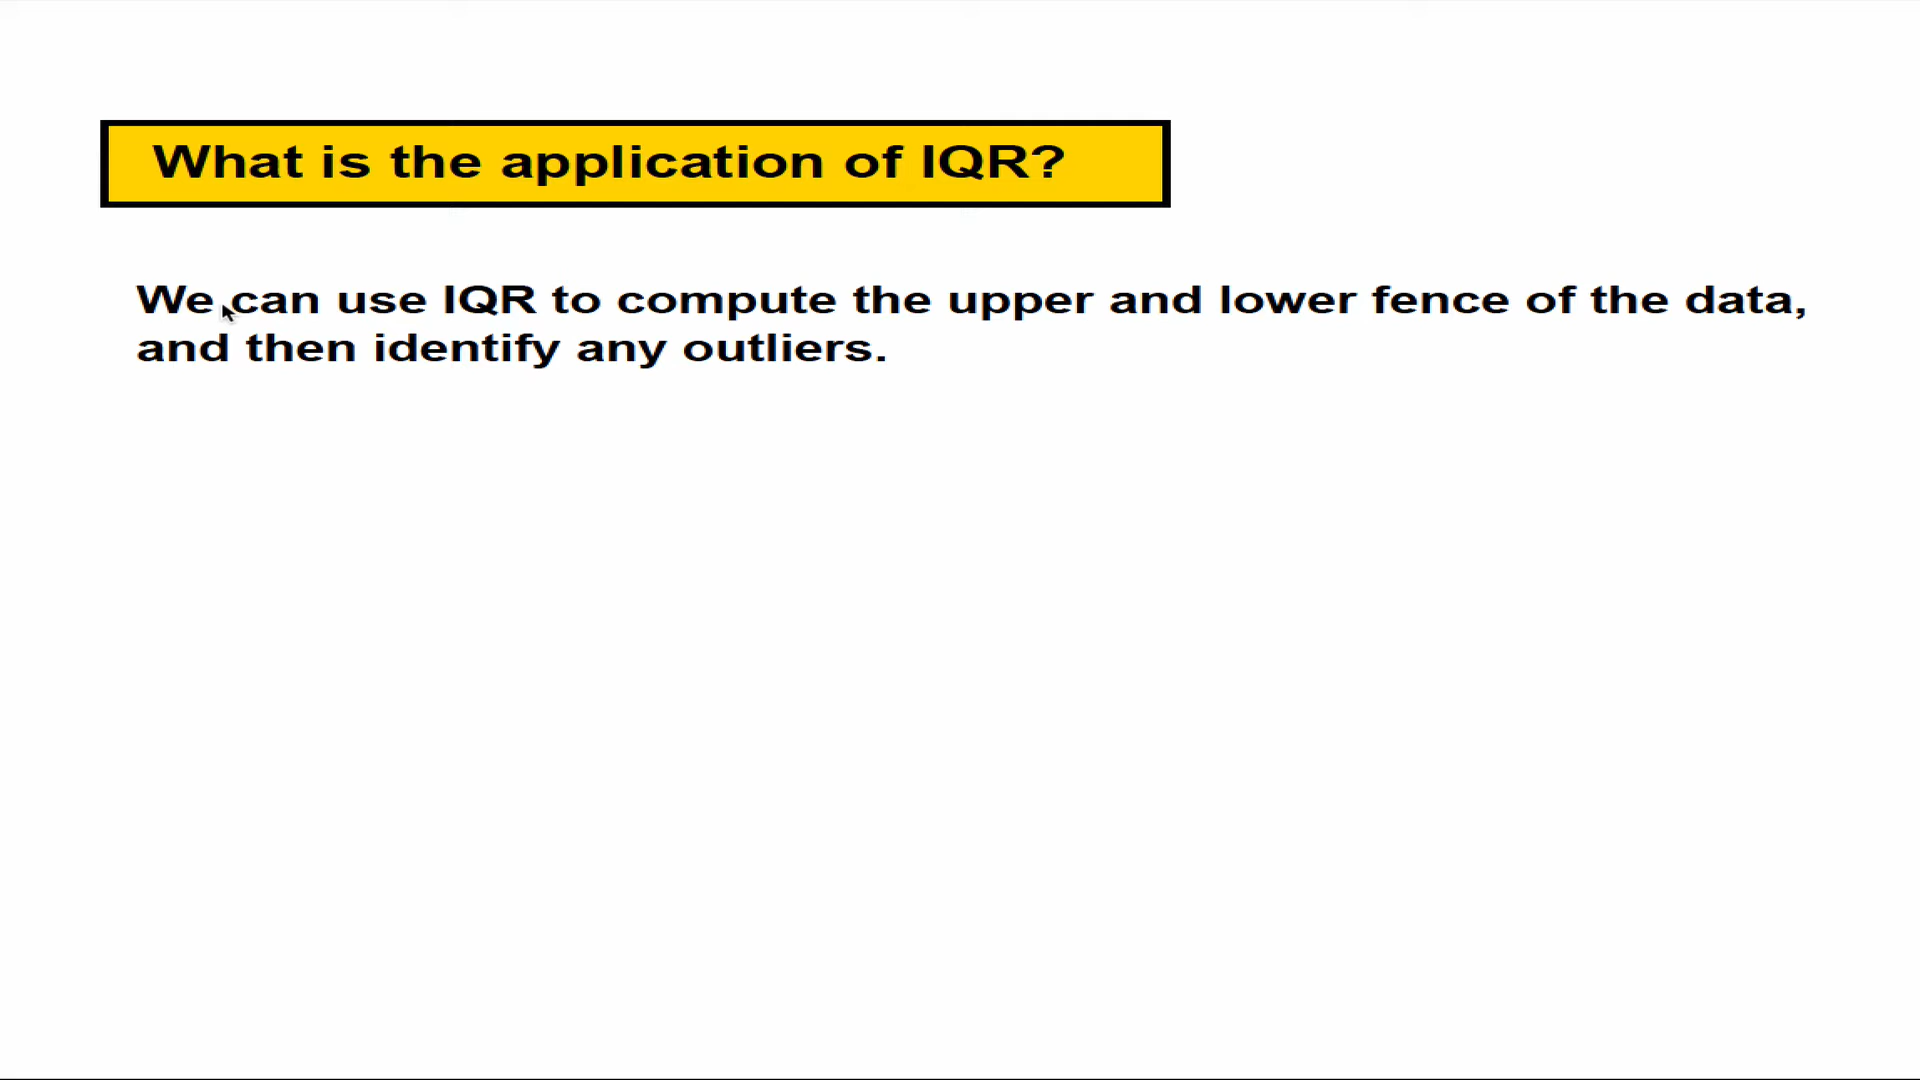 What is the application of IQR?
We can use IQR to compute the upper and lower fence of the data,
and then identify any outliers.